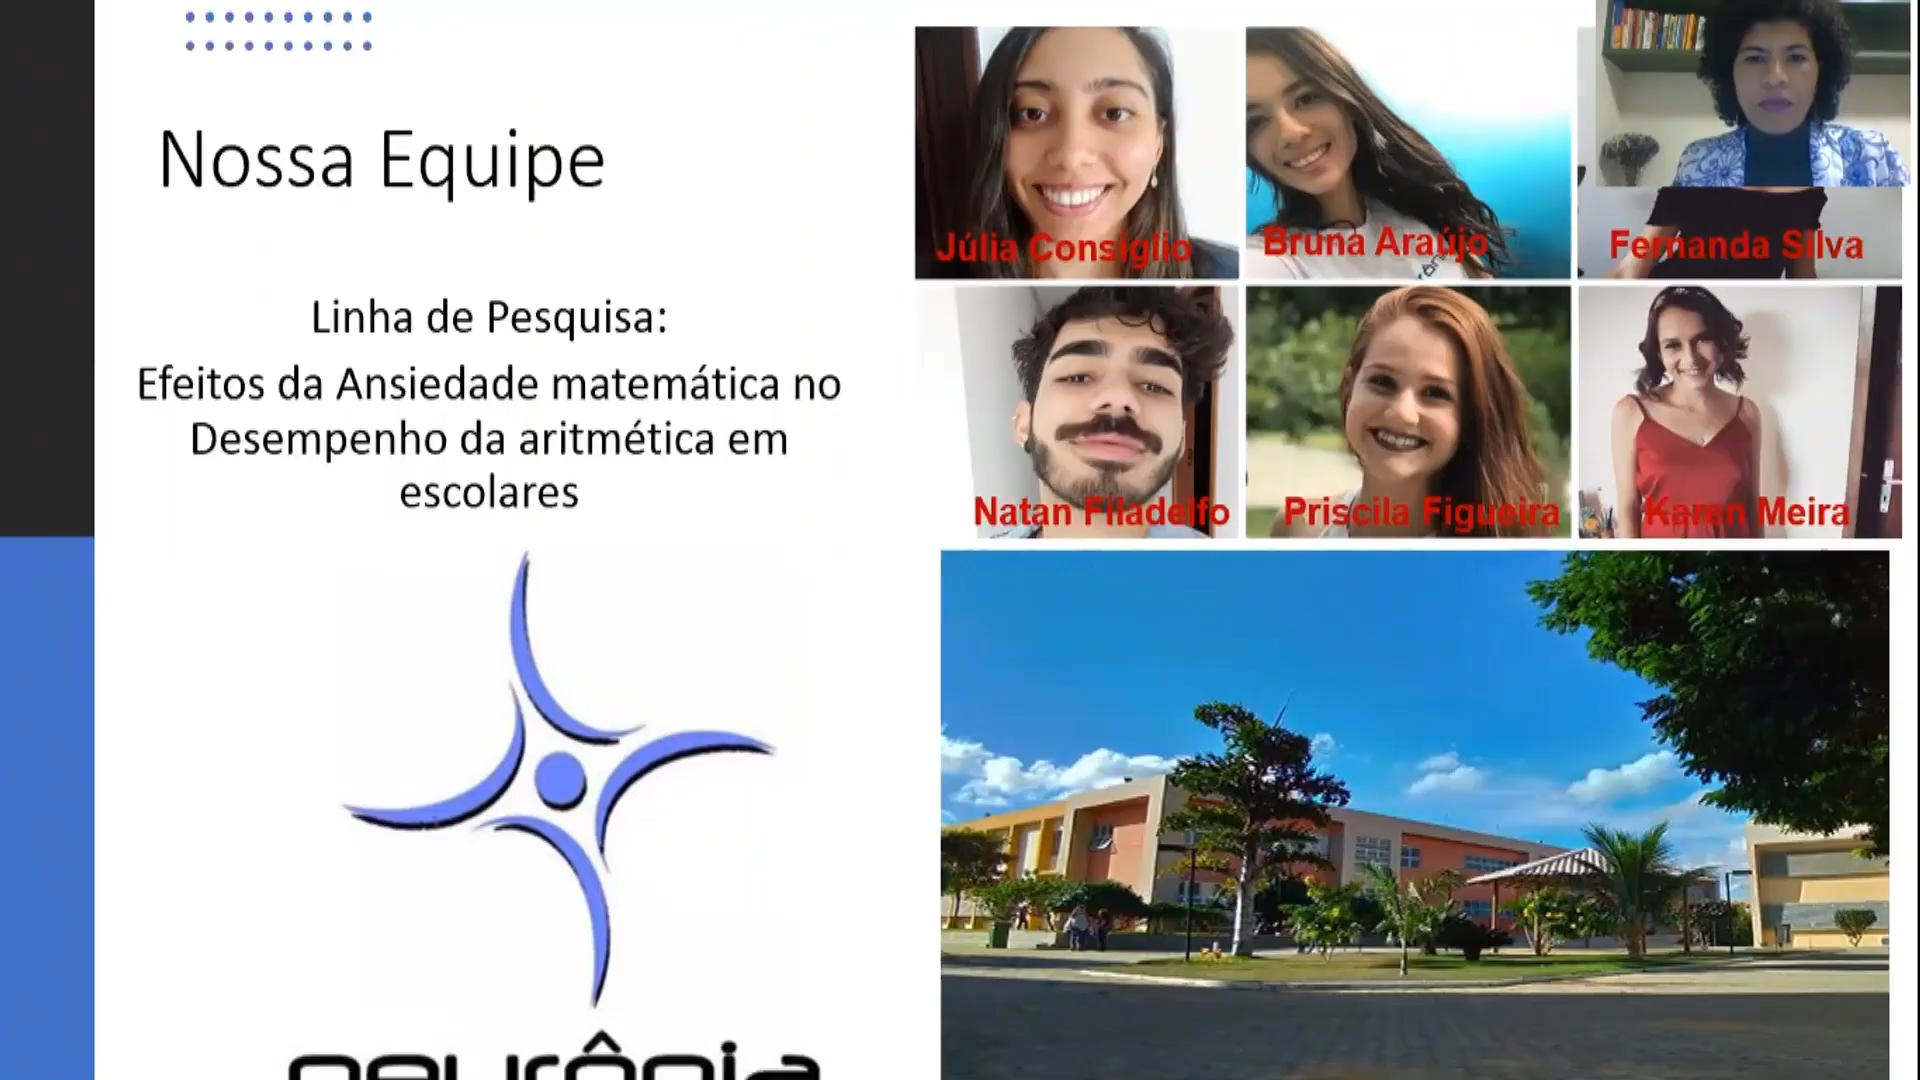 Nossa Equipe
Linha de Pesquisa:
Efeitos da Ansiedade matemática no
Desempenho da aritmética em
escolares
Júlia Consiglio
Bruna Araújo
Fernanda Silva
Natan Filadelfo
Priscila Figueira
Karen Meira